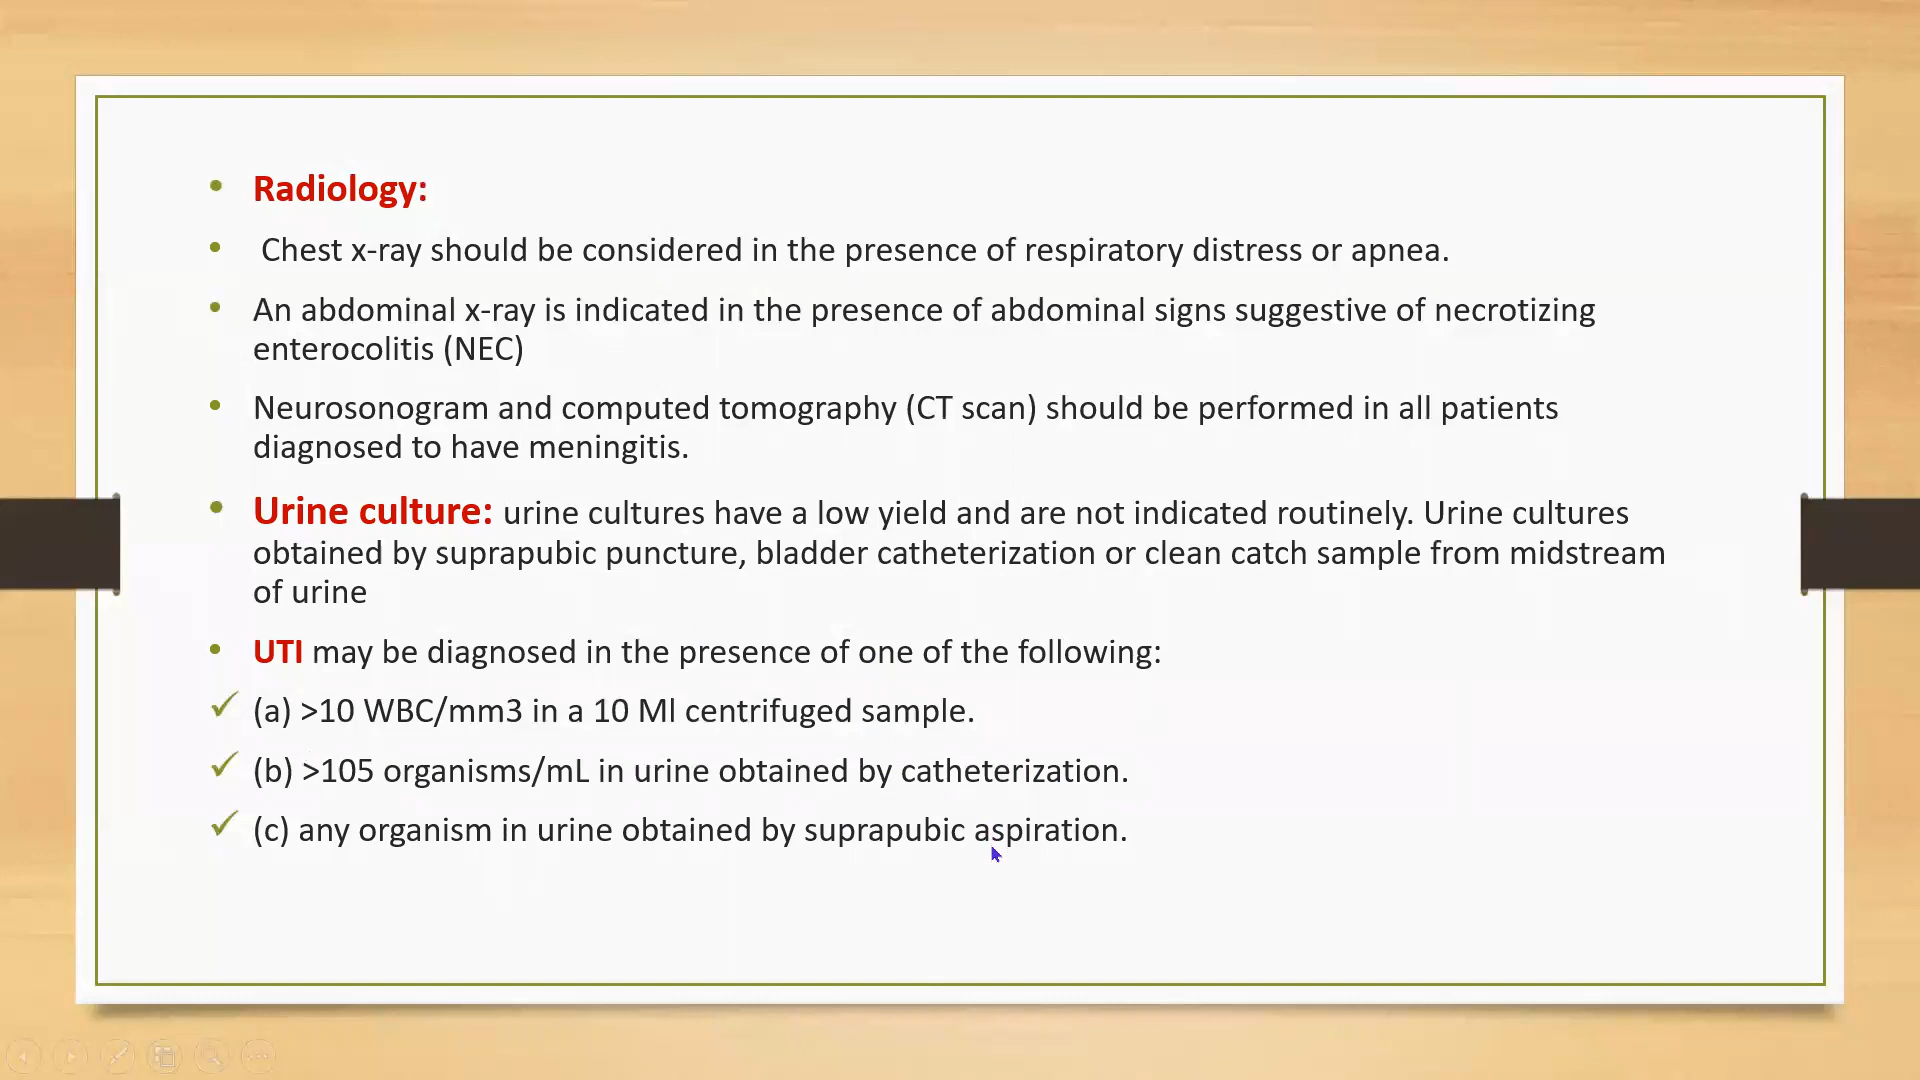 Radiology:
Chest x-ray should be considered in the presence of respiratory distress or apnea.
An abdominal x-ray is indicated in the presence of abdominal signs suggestive of necrotizing
enterocolitis (NEC)
Neurosonogram and computed tomography (CT scan) should be performed in all patients
diagnosed to have meningitis.
Urine culture: urine cultures have a low yield and are not indicated routinely. Urine cultures
obtained by suprapubic puncture, bladder catheterization or clean catch sample from midstream
of urine
UTI may be diagnosed in the presence of one of the following:
(a) >10 WBC/mm3 in a 10 Ml centrifuged sample.
(b) >105 organisms/mL in urine obtained by catheterization.
(c) any organism in urine obtained by suprapubic aspiration.